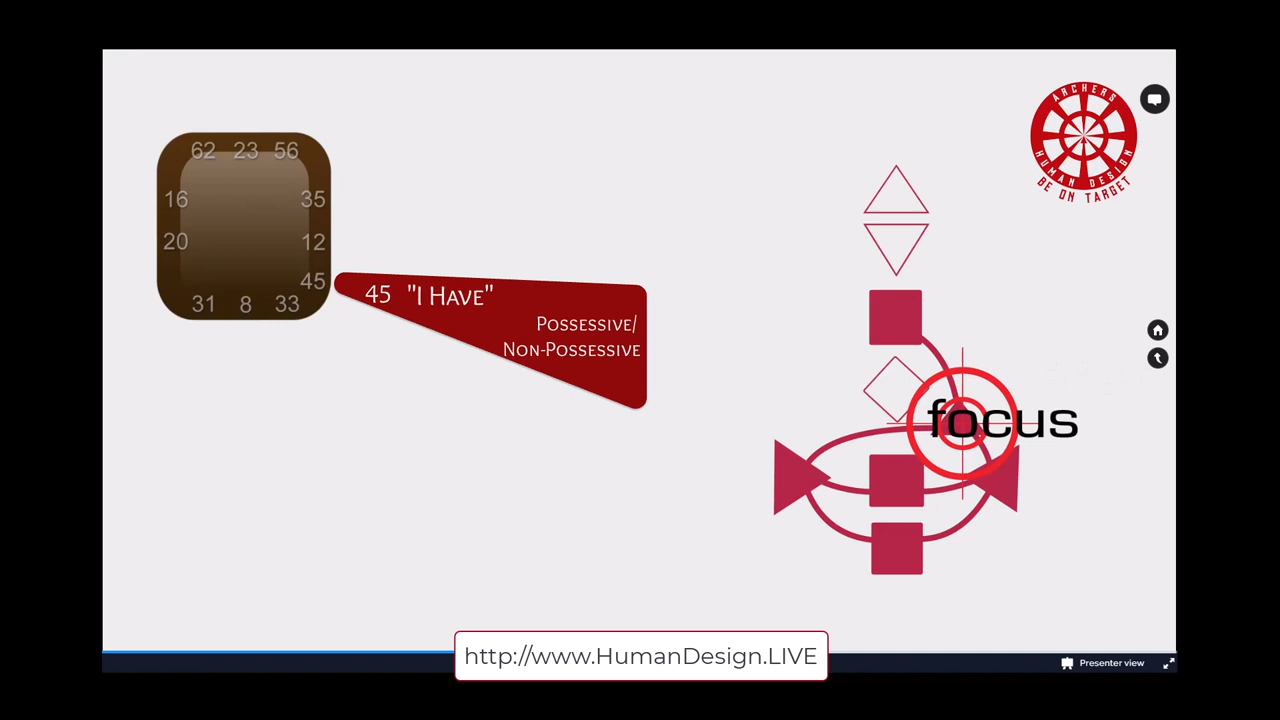 ARCHERS
HUMAN DESIGN
BE ON TARGET
62 23 56
16 35
20 12
45
31 8 33
45 "I Have"
Possessive/
Non-Possessive
focus
http://www.HumanDesign.LIVE
Presenter view